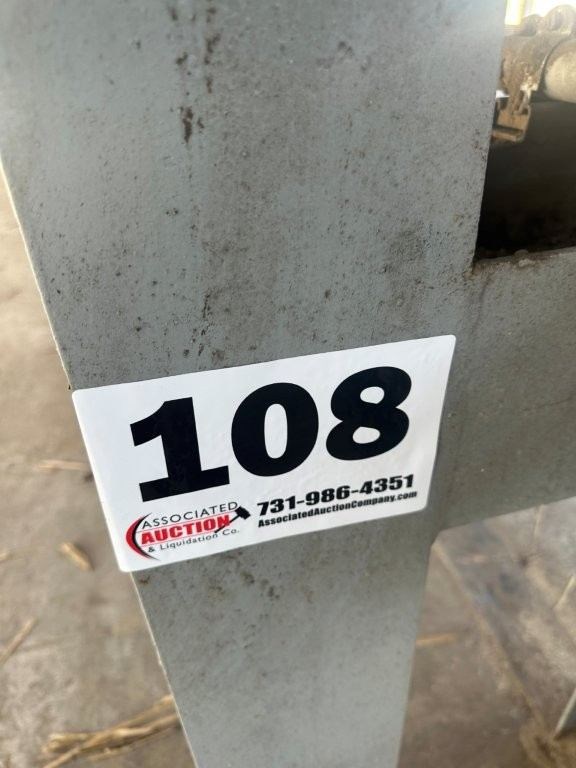 108
ASSOCIATED
AUCTION
& Liquidation Co.
731-986-4351
AssociatedAuctionCompany.com